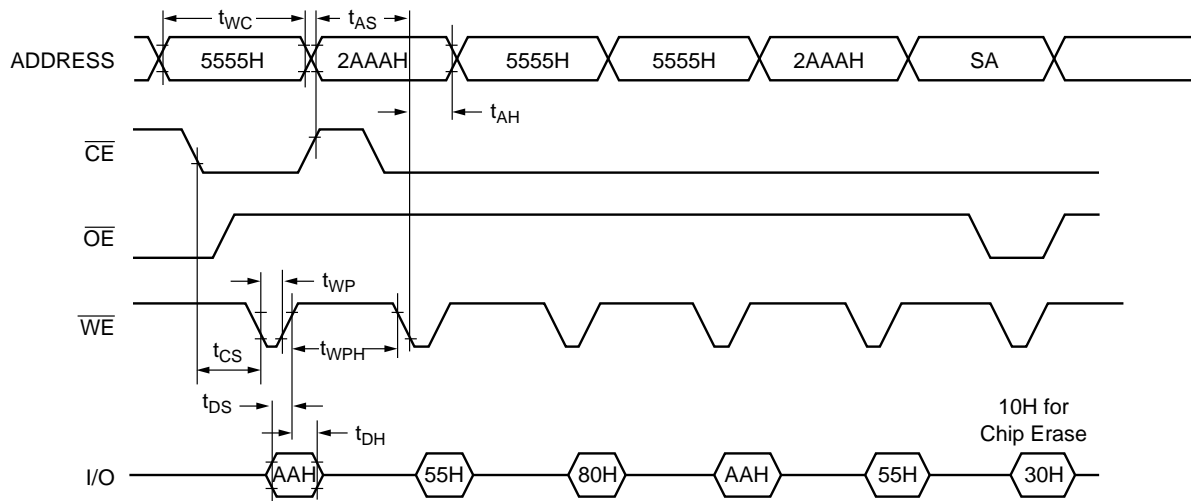 tWC tAS
ADDRESS 5555H 2AAAH 5555H 5555H 2AAAH SA
tAH
CE
OE
tWP
WE
tCS tWPH
tDS
tDH
10H for
Chip Erase
I/O AAH 55H 80H AAH 55H 30H